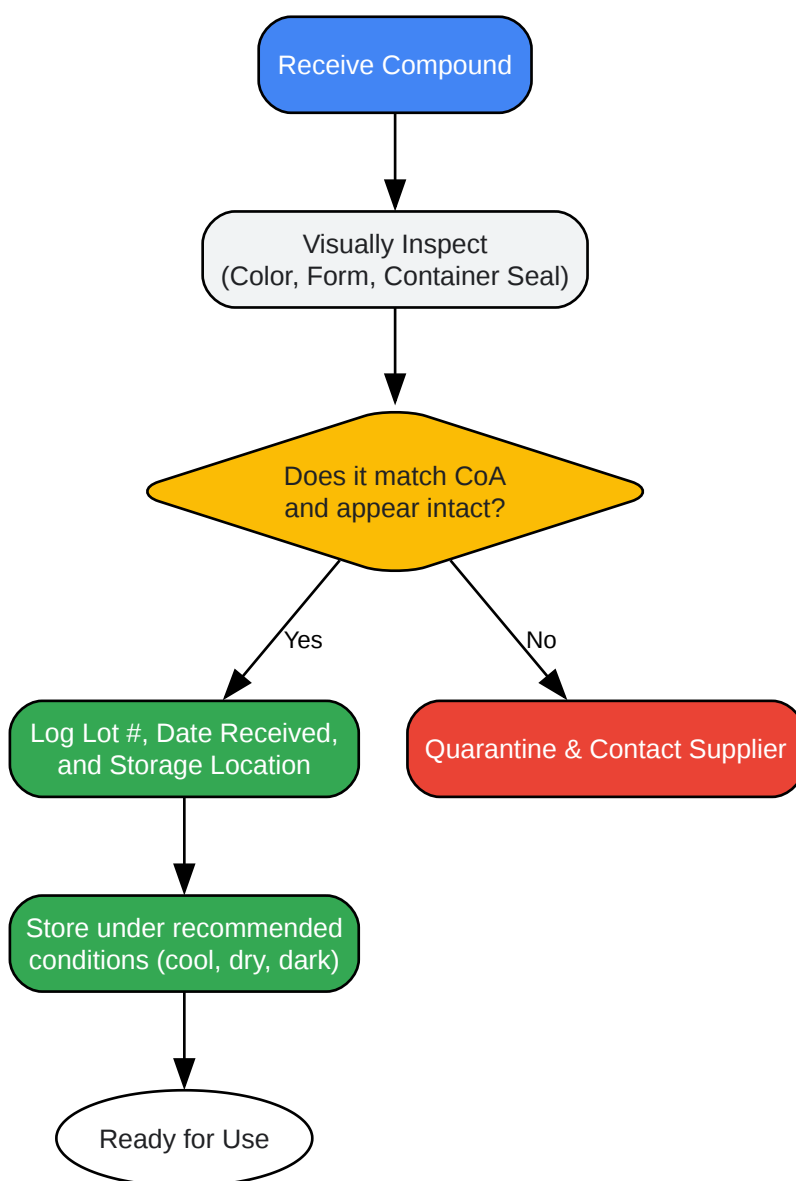 Receive Compound
Visually Inspect
(Color, Form, Container Seal)
Does it match CoA
and appear intact?
Yes
No
Log Lot #, Date Received,
and Storage Location
Quarantine & Contact Supplier
Store under recommended
conditions (cool, dry, dark)
Ready for Use